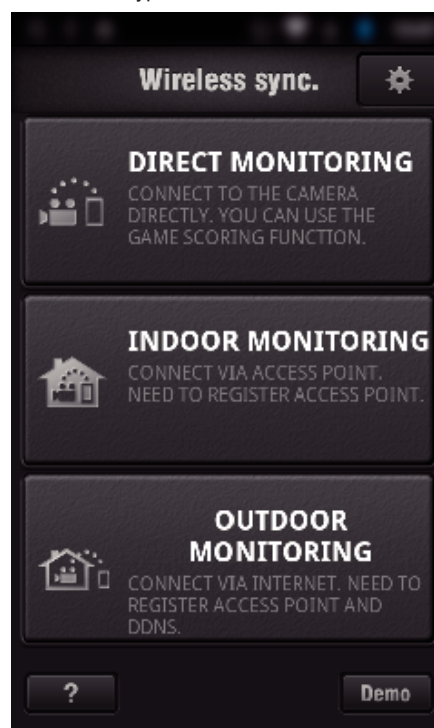 Wireless sync.
DIRECT MONITORING
CONNECT TO THE CAMERA
DIRECTLY. YOU CAN USE THE
GAME SCORING FUNCTION.
INDOOR MONITORING
CONNECT VIA ACCESS POINT.
NEED TO REGISTER ACCESS POINT.
OUTDOOR
MONITORING
CONNECT VIA INTERNET. NEED TO
REGISTER ACCESS POINT AND
DDNS.
?
Demo